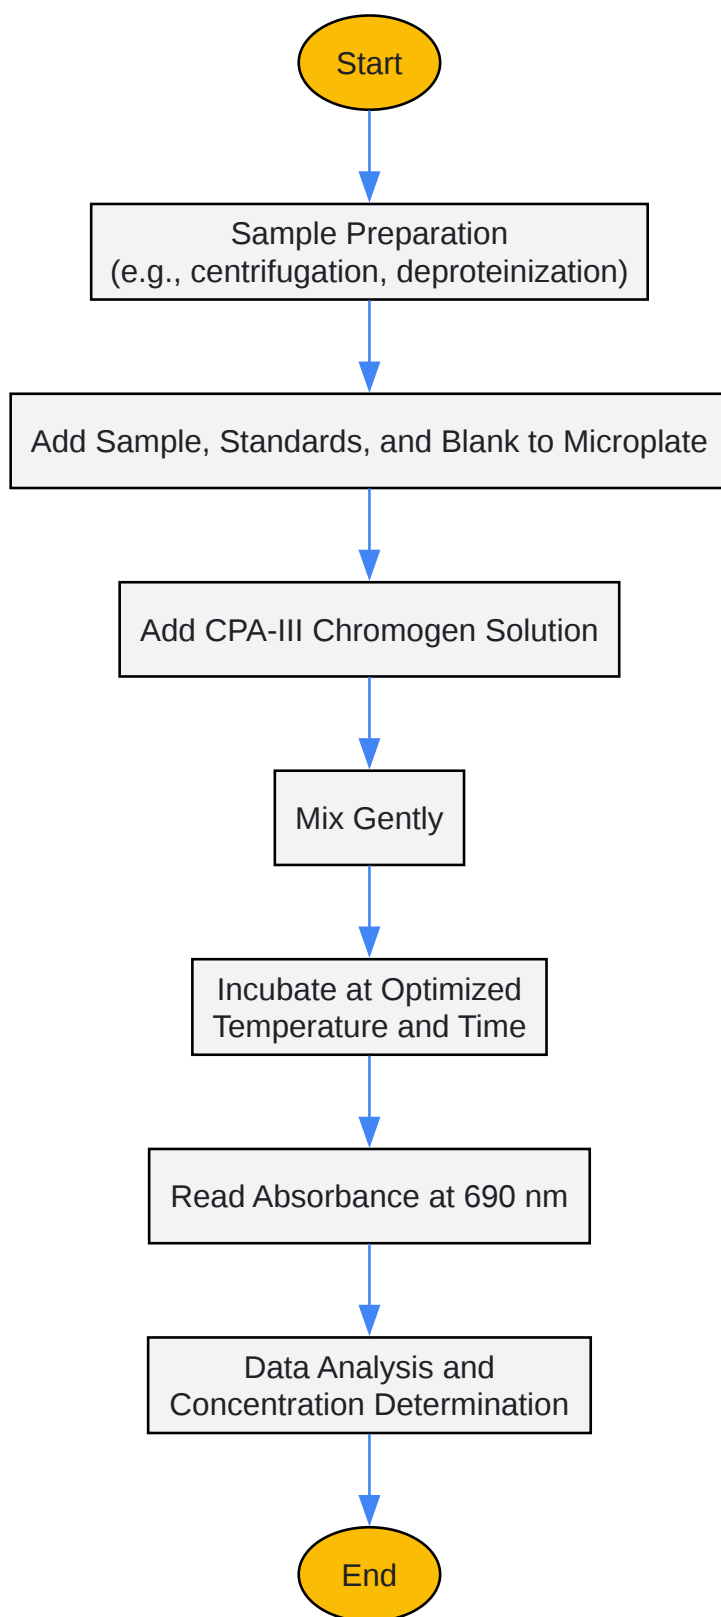 Start
Sample Preparation
(e.g., centrifugation, deproteinization)
Add Sample, Standards, and Blank to Microplate
Add CPA-III Chromogen Solution
Mix Gently
Incubate at Optimized
Temperature and Time
Read Absorbance at 690 nm
Data Analysis and
Concentration Determination
End